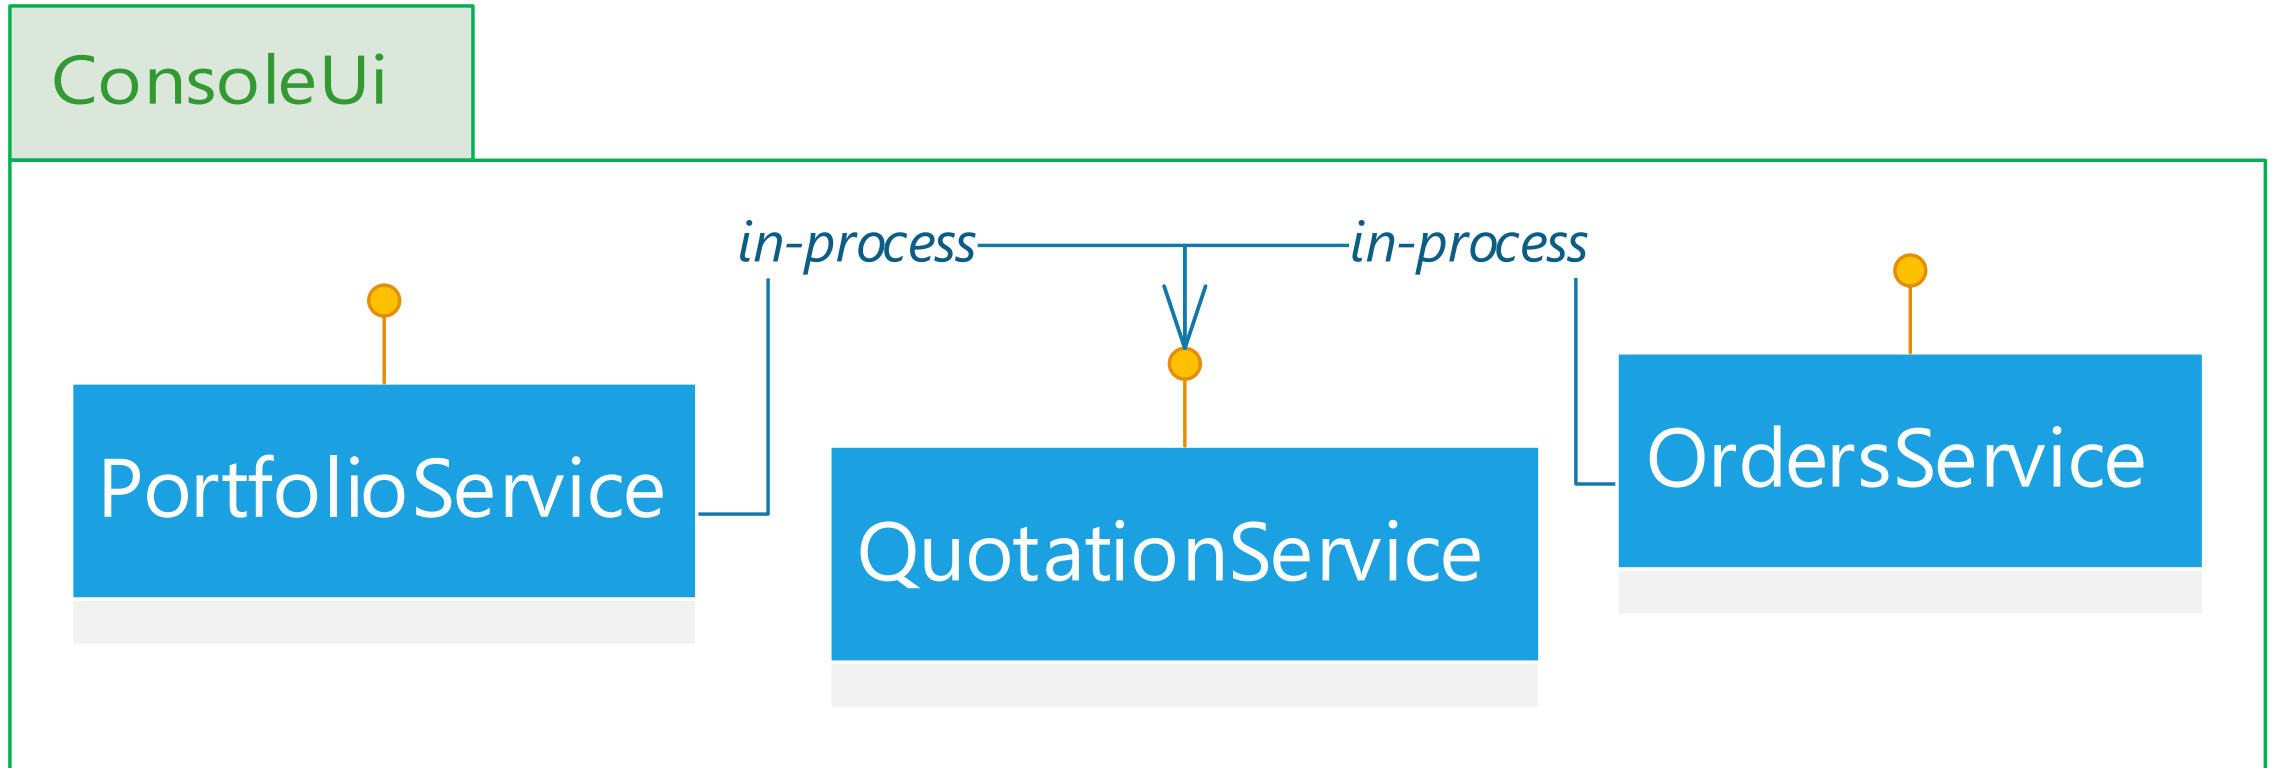 ConsoleUi
in-process
in-process
PortfolioService
QuotationService
OrdersService